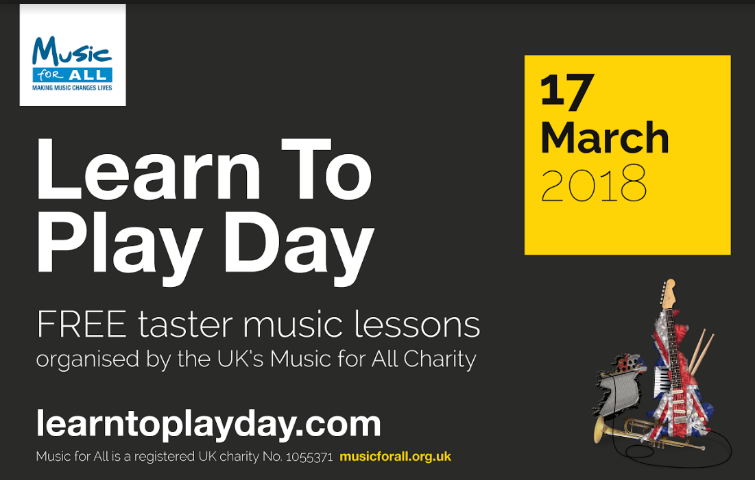 Music
for ALL
MAKING MUSIC CHANGES LIVES
17
March
2018
Learn To
Play Day
FREE taster music lessons
organised by the UK's Music for All Charity
learntoplayday.com
Music for All is a registered UK charity No. 1055371 musicforall.org.uk